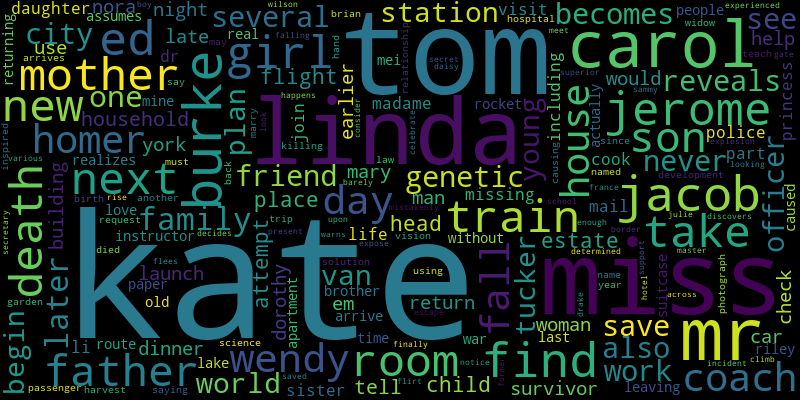 daughter
nora
boy
night
several
station
visit
wilson
hospital
brian
people
widow
experienced
assumes
late
may
falling
becomes
see
returning
city
ed
girl
tom
carol
help
dr
real
hand
relationship
secret
daisy
meet
teach
gate
arrives
use
say
flight
mei
mother
happens
earlier
consider
madame
rocket
would
reveals
superior
sammy
new
one
mine
burke
plan
join
marry
look
linda
celebrate
young
including
house
actually
jerome
princess
household
killing
law
causing
son
police
since
explosion
inspired
homer
york
back
mary
friend
genetic
cook
never
part
looking
various
realizes
barely
missing
named
france
development
officer
next
place
day
man
train
jacob
must
birth
rise
another
death
building
love
family
attempt
trip
upon
head
school
mail
julie
discovers
secretary
request
instructor
decides
present
warns
expose
life
vision
without
instantly
enough
border
take
caused
died
kate
van
fall
estate
miss
master
flees
launch
dorothy
solution
using
tucker
determined
suitcase
photograph
check
later
paper
em
return
woman
hotel
support
name
year
across
mr
garden
old
apartment
brother
escape
save
car
li
route
dinner
science
arrive
time
war
last
drake
also
incident
climb
riley
begin
father
lake
wendy
room
finally
find
work
coach
passenger
harvest
saying
world
sister
saved
flirt
tell
child
notice
former
survivor
leaving